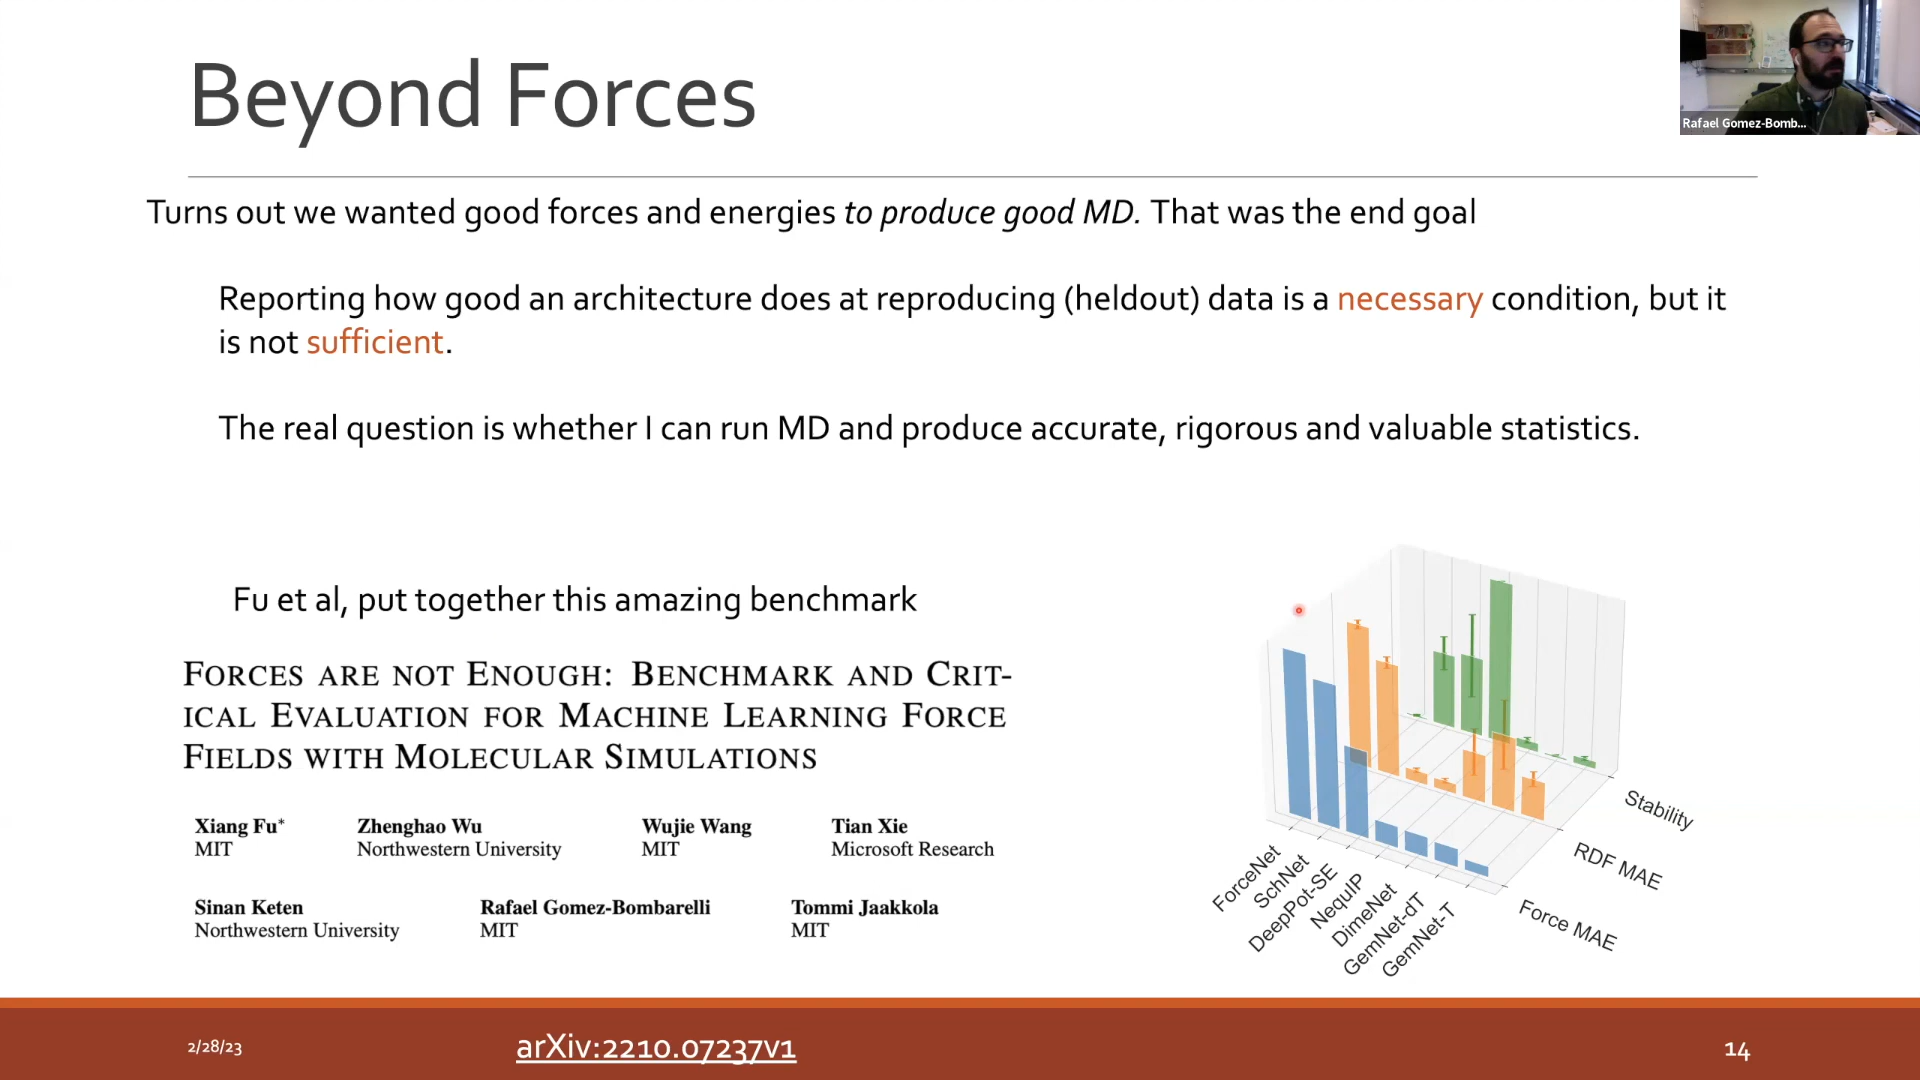 Beyond Forces
Rafael Gomez-Bomb...
Turns out we wanted good forces and energies to produce good MD. That was the end goal
Reporting how good an architecture does at reproducing (heldout) data is a necessary condition, but it
is not sufficient.
The real question is whether I can run MD and produce accurate, rigorous and valuable statistics.
Fu et al, put together this amazing benchmark
FORCES ARE NOT ENOUGH: BENCHMARK AND CRIT-
ICAL EVALUATION FOR MACHINE LEARNING FORCE
FIELDS WITH MOLECULAR SIMULATIONS
Xiang Fu* Zhenghao Wu Wujie Wang Tian Xie
MIT Northwestern University MIT Microsoft Research
Sinan Keten Rafael Gomez-Bombarelli Tommi Jaakkola
Northwestern University MIT MIT
ForceNet
SchNet
DeepPot-SE
NequIP
DimeNet
GemNet-dT
GemNet-T
Stability
RDF MAE
Force MAE
2/28/23
arXiv:2210.07237v1
14